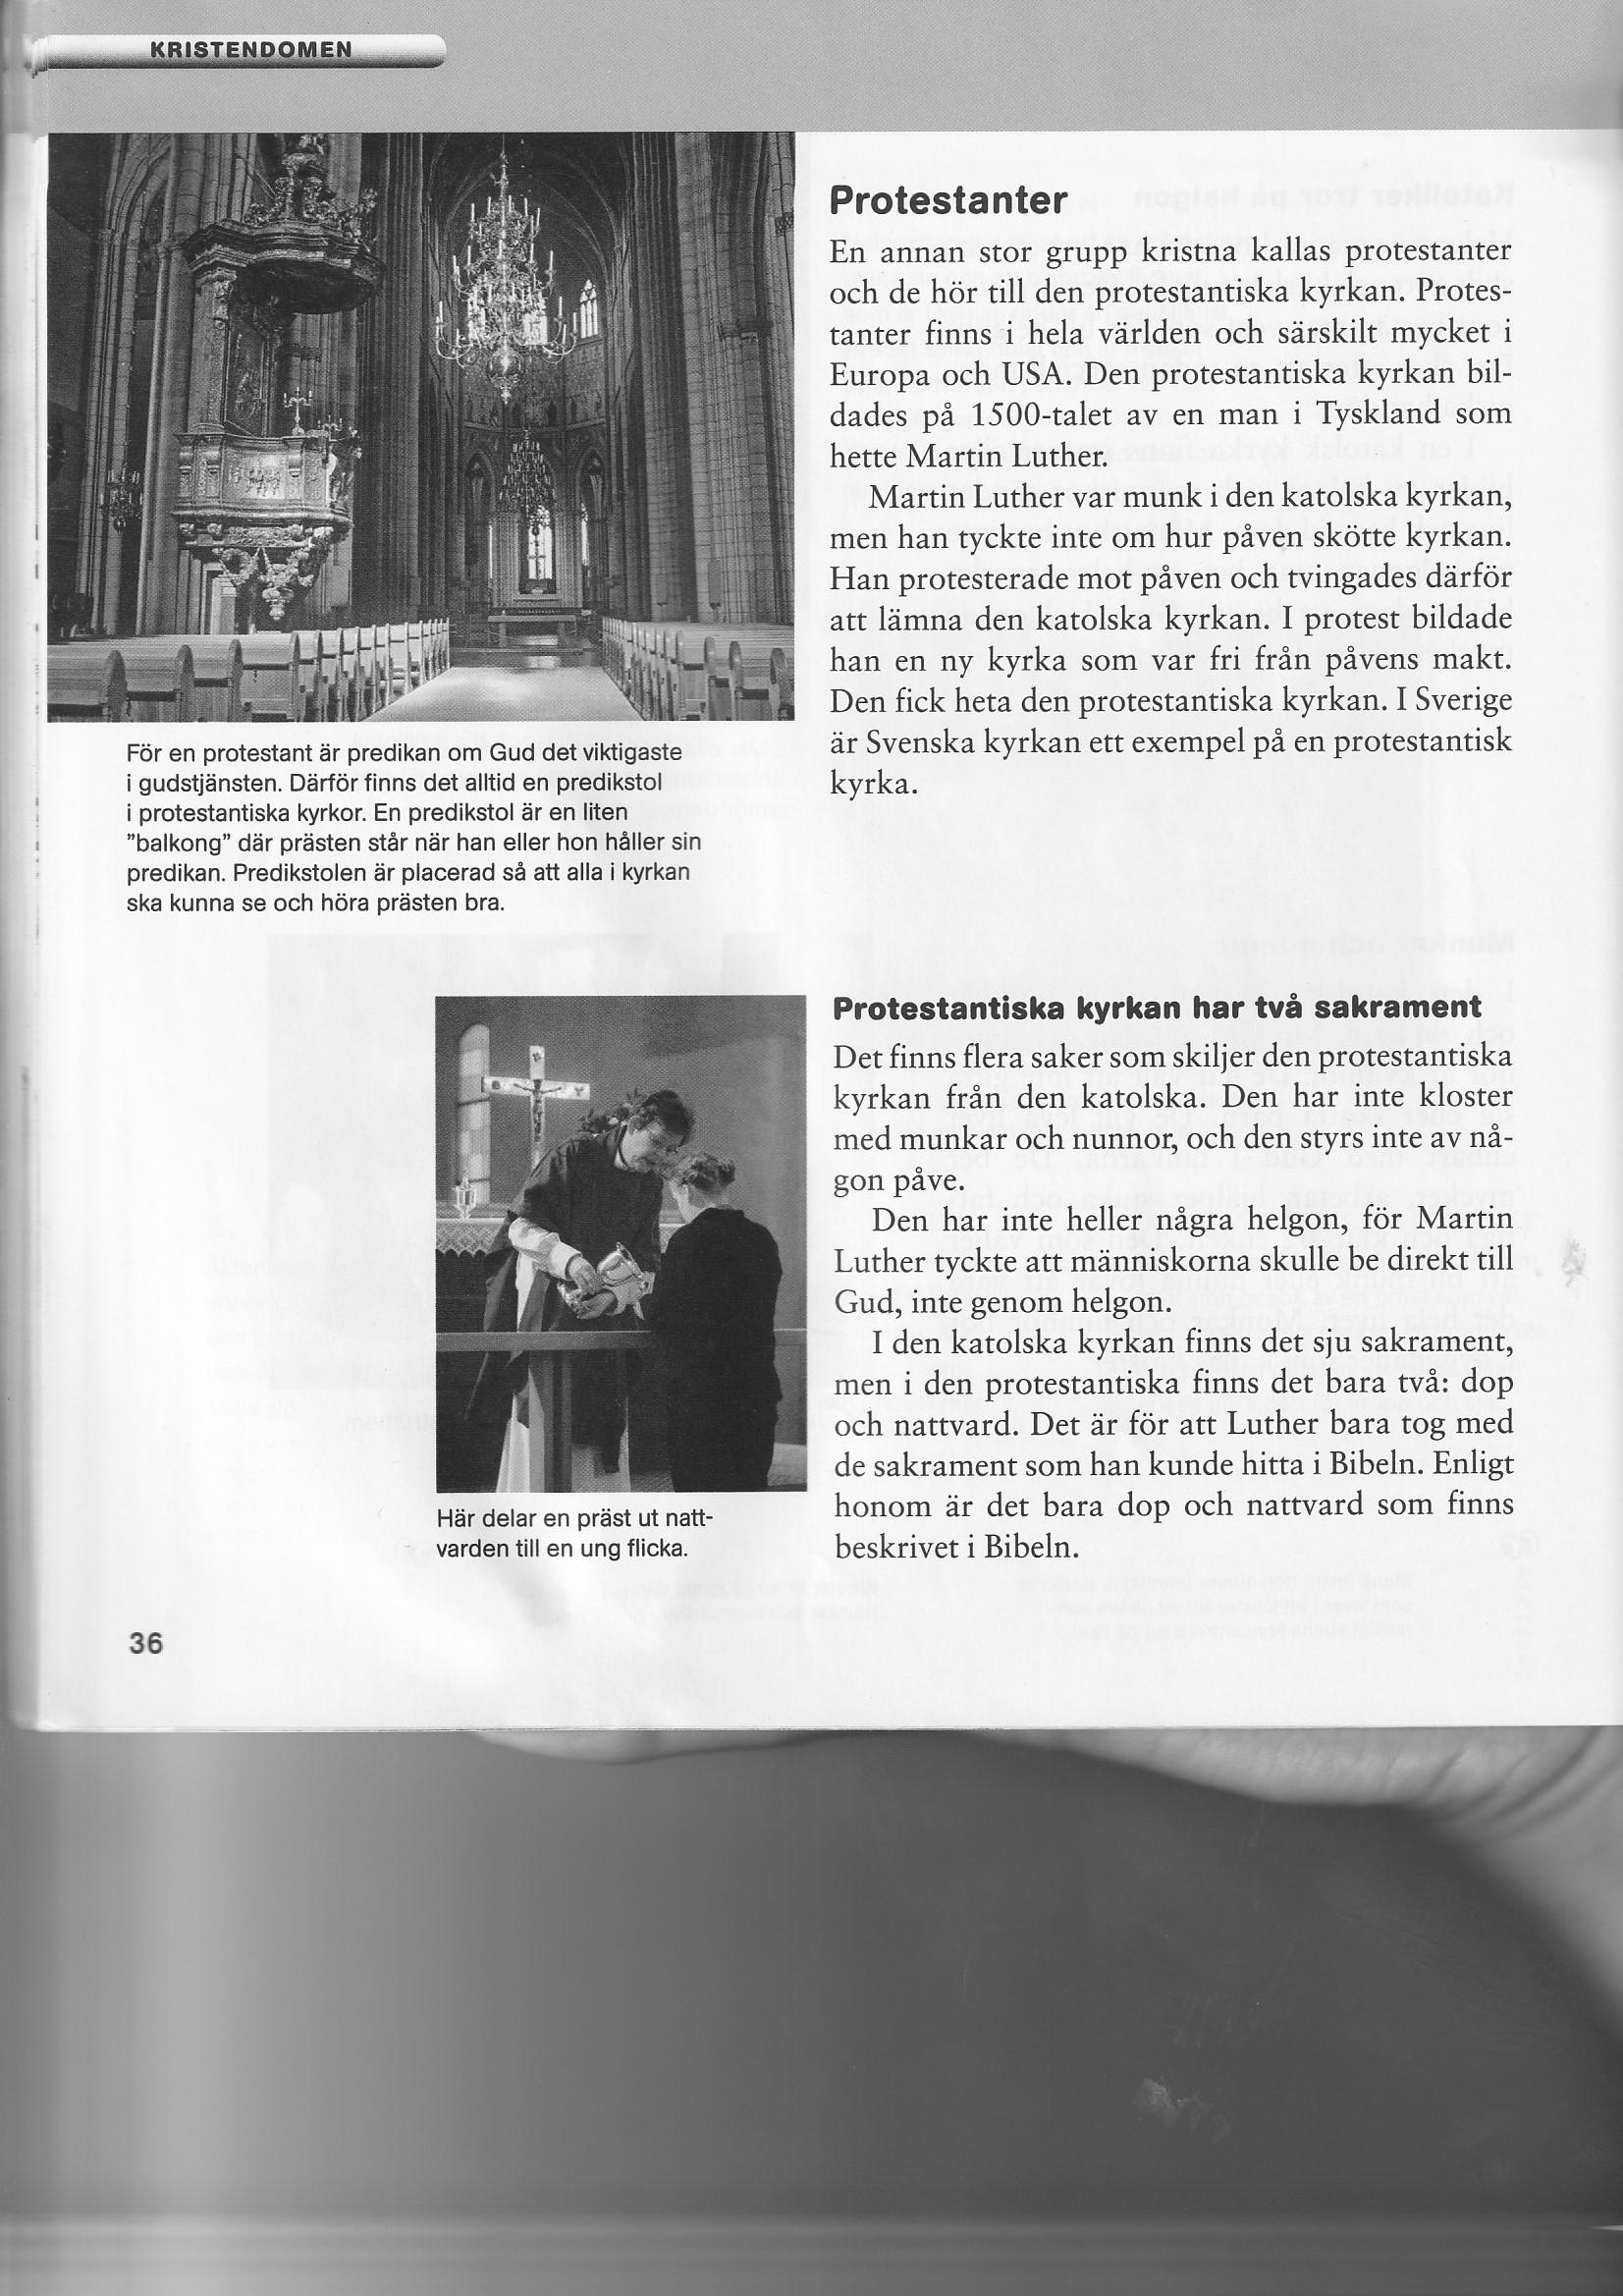 KRISTENDOMEN
Protestanter
En annan stor grupp kristna kallas protestanter
och de hör till den protestantiska kyrkan. Protes-
tanter finns i hela världen och särskilt mycket i
Europa och USA. Den protestantiska kyrkan bil-
dades på 1500-talet av en man i Tyskland som
hette Martin Luther.
Martin Luther var munk i den katolska kyrkan,
men han tyckte inte om hur påven skötte kyrkan.
Han protesterade mot påven och tvingades därför
att lämna den katolska kyrkan. I protest bildade
han en ny kyrka som var fri från påvens makt.
Den fick heta den protestantiska kyrkan. I Sverige
är Svenska kyrkan ett exempel på en protestantisk
kyrka.
För en protestant är predikan om Gud det viktigaste
i gudstjänsten. Därför finns det alltid en predikstol
i protestantiska kyrkor. En predikstol är en liten
”balkong” där prästen står när han eller hon håller sin
predikan. Predikstolen är placerad så att alla i kyrkan
ska kunna se och höra prästen bra.
Protestantiska kyrkan har två sakrament
Det finns flera saker som skiljer den protestantiska
kyrkan från den katolska. Den har inte kloster
med munkar och nunnor, och den styrs inte av nå-
gon påve.
Den har inte heller några helgon, för Martin
Luther tyckte att människorna skulle be direkt till
Gud, inte genom helgon.
I den katolska kyrkan finns det sju sakrament,
men i den protestantiska finns det bara två: dop
och nattvard. Det är för att Luther bara tog med
de sakrament som han kunde hitta i Bibeln. Enligt
honom är det bara dop och nattvard som finns
beskrivet i Bibeln.
Här delar en präst ut natt-
varden till en ung flicka.
36